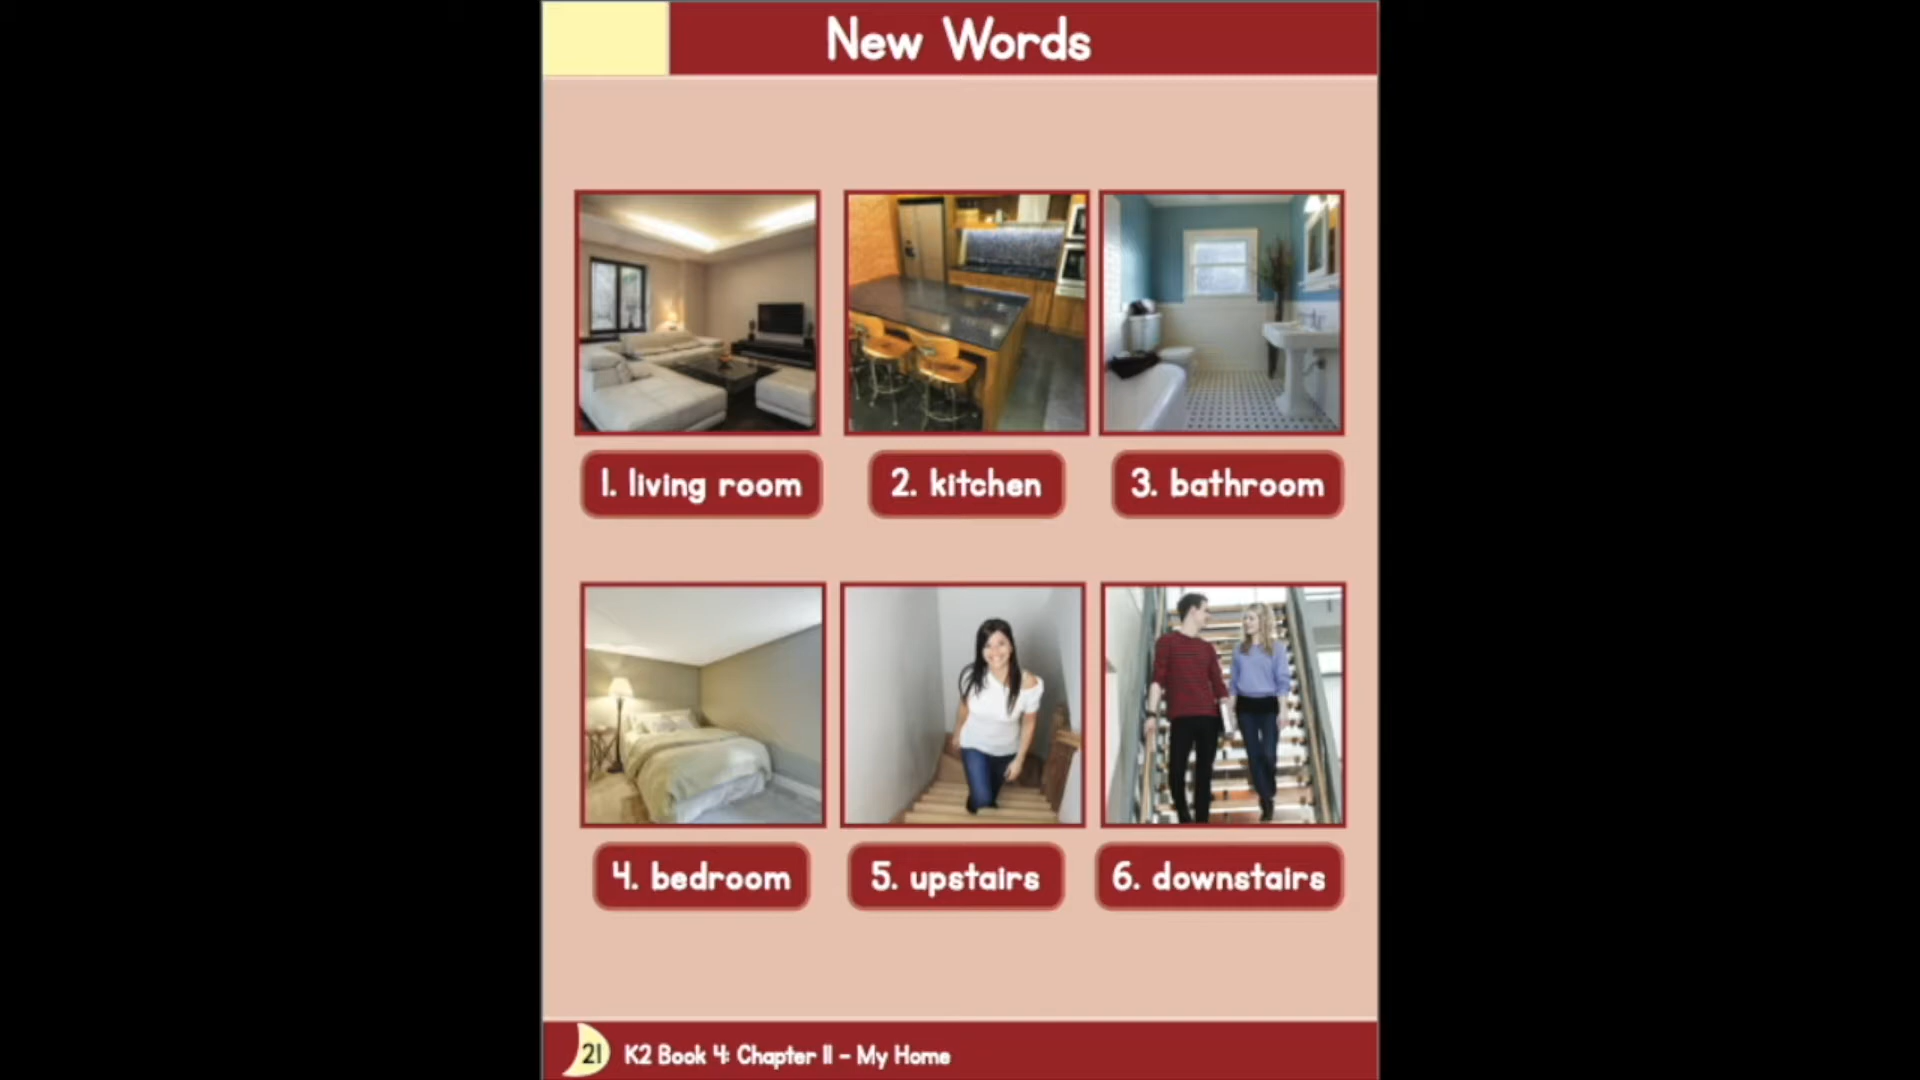 New Words
1. living room
2. kitchen
3. bathroom
4. bedroom
5. upstairs
6. downstairs
21
K2 Book 4: Chapter 11 - My Home